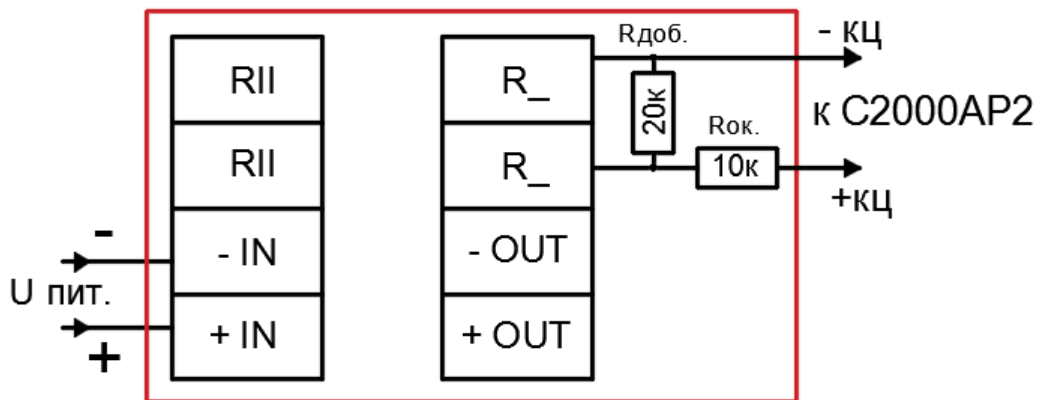 Rдоб.
- кц
RII
R_
20к
к С2000АР2
Rок.
RII
R_
10к
+кц
-
- IN
- OUT
U пит.
+ IN
+ OUT
+